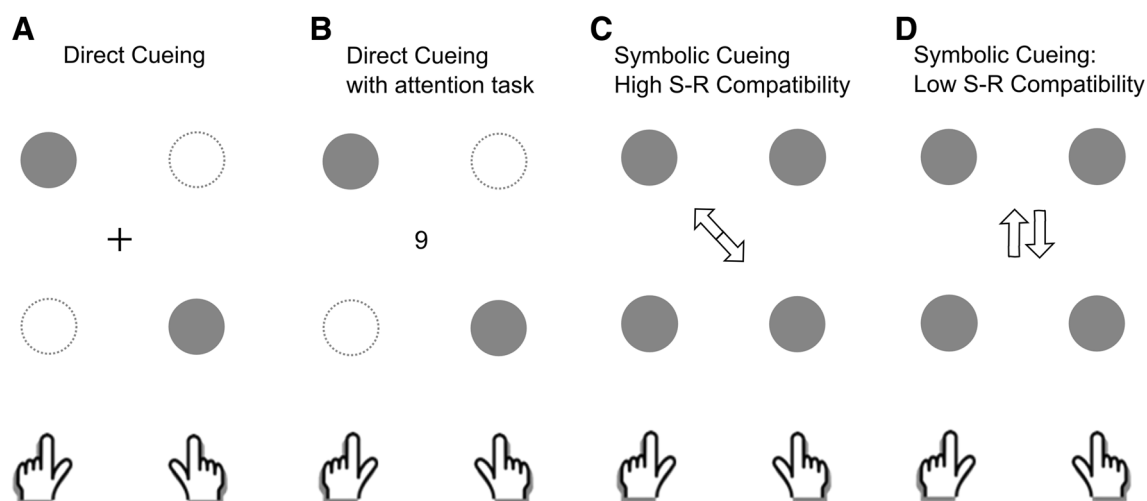 A
Direct Cueing
B
Direct Cueing
with attention task
9
C
Symbolic Cueing
High S-R Compatibility
D
Symbolic Cueing:
Low S-R Compatibility